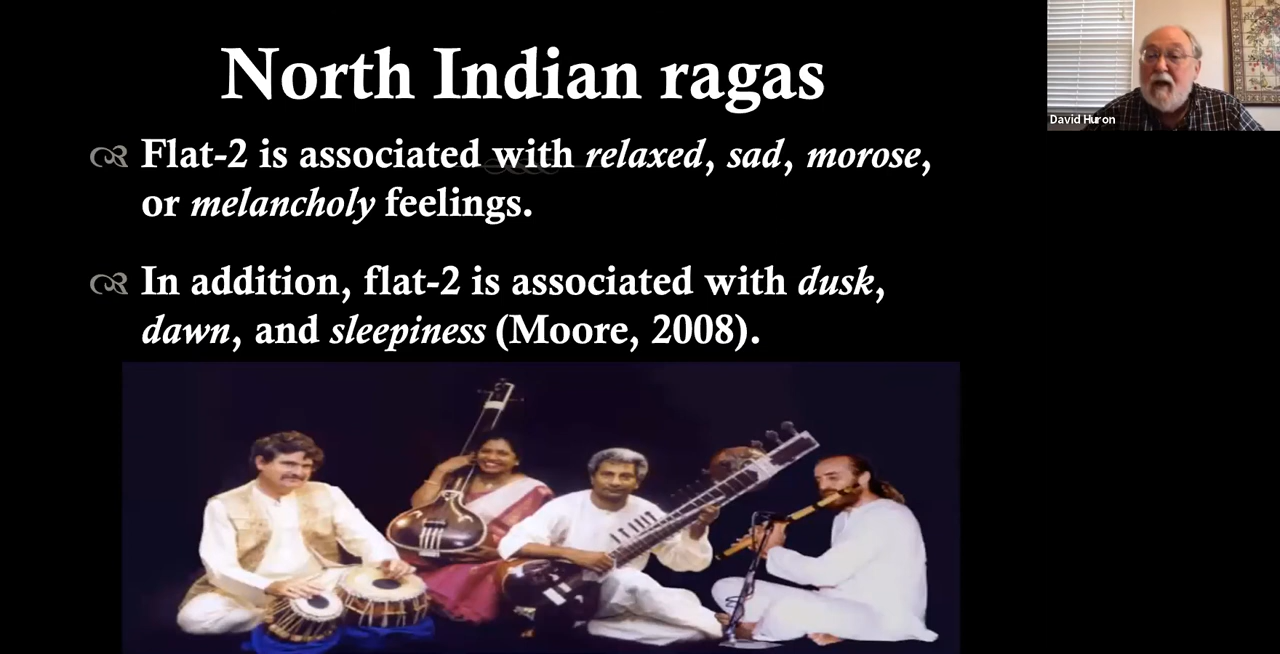 North Indian ragas
Flat-2 is associated with relaxed, sad, morose,
or melancholy feelings.
In addition, flat-2 is associated with dusk,
dawn, and sleepiness (Moore, 2008).
David Huron